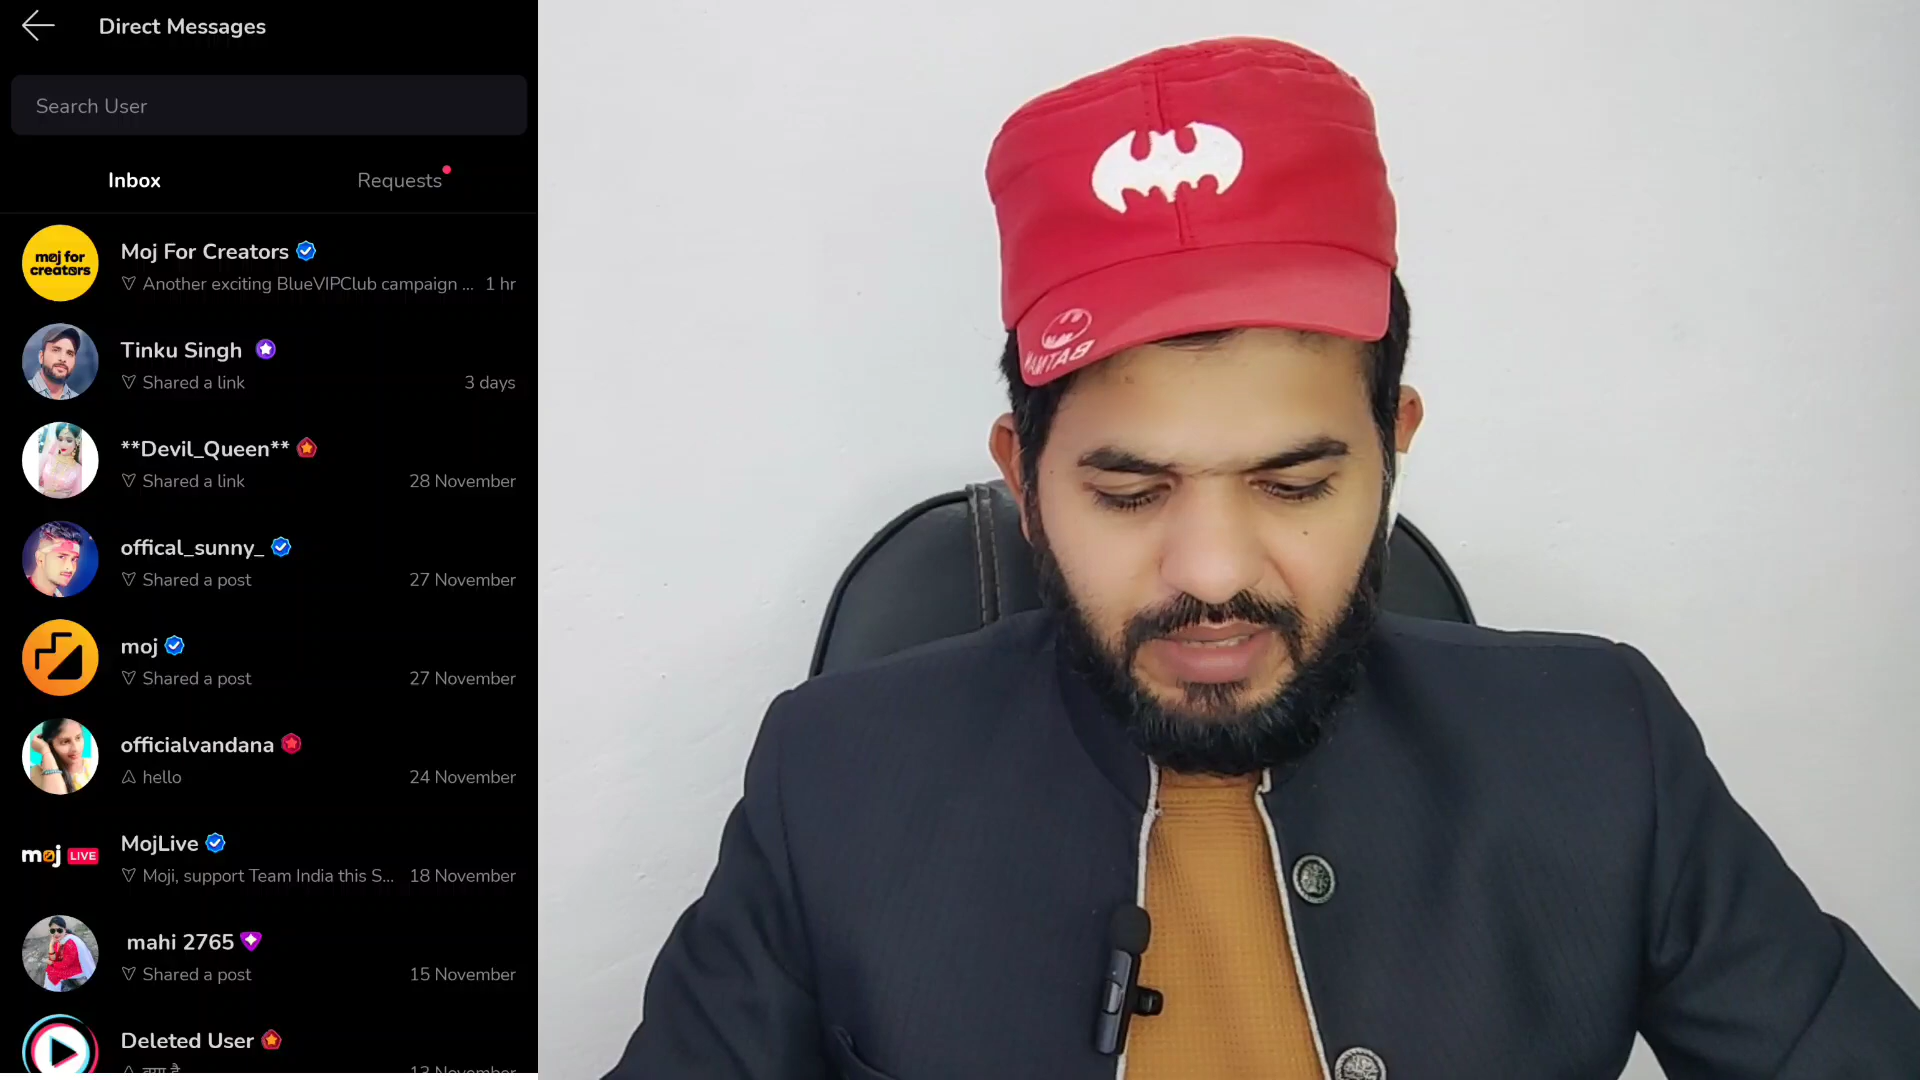 Direct Messages
Search User
Inbox
Requests
moj for
creators
Moj For Creators
Another exciting BlueVIPClub campaign ... 1 hr
Tinku Singh
Shared a link 3 days
**Devil_Queen**
Shared a link 28 November
offical_sunny_
Shared a post 27 November
moj
Shared a post 27 November
officialvandana
hello 24 November
moj LIVE
MojLive
Moji, support Team India this S... 18 November
mahi 2765
Shared a post 15 November
Deleted User
क्या है 13 November
BATMAN